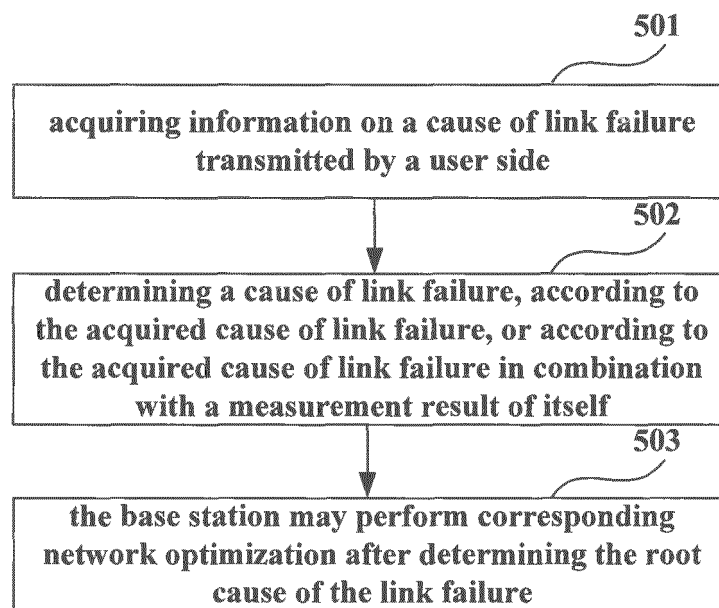 501
acquiring information on a cause of link failure
transmitted by a user side
502
determining a cause of link failure, according to
the acquired cause of link failure, or according to
the acquired cause of link failure in combination
with a measurement result of itself
503
the base station may perform corresponding
network optimization after determining the root
cause of the link failure